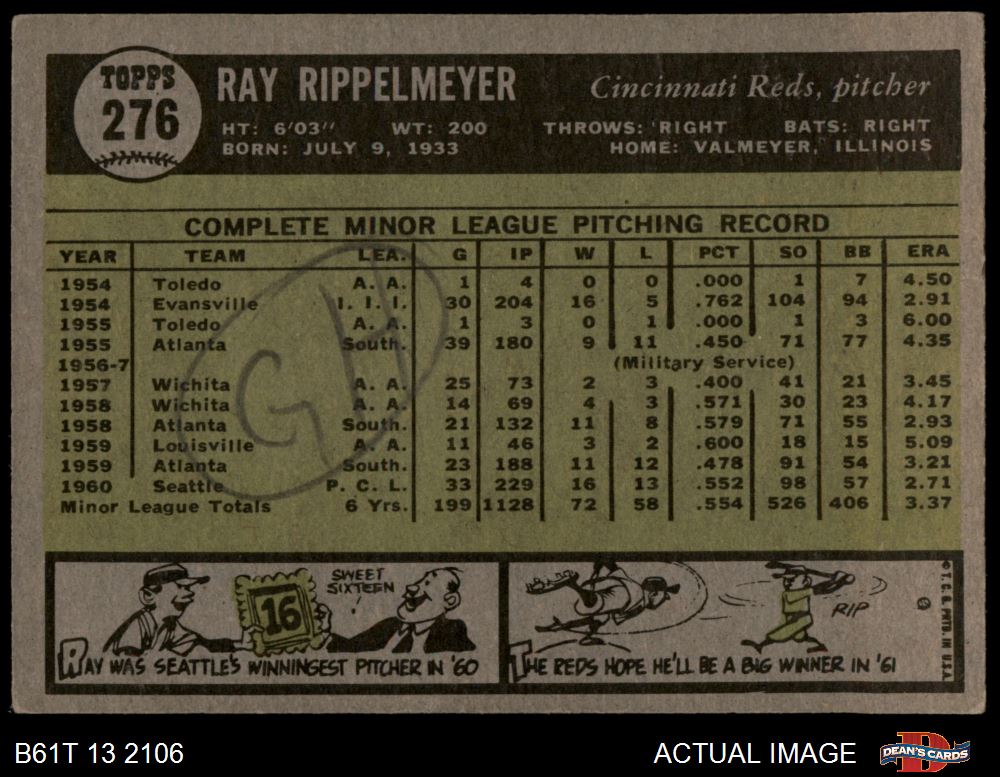 TOPPS
276
RAY RIPPELMEYER
Cincinnati Reds, pitcher
HT: 6'03" WT: 200 THROWS: RIGHT BATS: RIGHT
BORN: JULY 9, 1933 HOME: VALMEYER, ILLINOIS
COMPLETE MINOR LEAGUE PITCHING RECORD
YEAR TEAM LEA. G IP W L PCT SO BB ERA
1954 Toledo A. A. 1 4 0 0 .000 1 7 4.50
1954 Evansville I. I. I. 30 204 16 5 .762 104 94 2.91
1955 Toledo A. A. 1 3 0 1 .000 1 3 6.00
1955 Atlanta South. 39 180 9 11 .450 71 77 4.35
1956-7 (Military Service)
1957 Wichita A. A. 25 73 2 3 .400 41 21 3.45
1958 Wichita A. A. 14 69 4 3 .571 30 23 4.17
1958 Atlanta South. 21 132 11 8 .579 71 55 2.93
1959 Louisville A. A. 11 46 3 2 .600 18 15 5.09
1959 Atlanta South. 23 188 11 12 .478 91 54 3.21
1960 Seattle P. C. L. 33 229 16 13 .552 98 57 2.71
Minor League Totals 6 Yrs. 199 1128 72 58 .554 526 406 3.37
GH
SWEET
SIXTEEN
!
16
RAY WAS SEATTLE'S WINNINGEST PITCHER IN '60
RIP
THE REDS HOPE HE'LL BE A BIG WINNER IN '61
© T. C. G. PRTD. IN U.S.A.
B61T 13 2106
ACTUAL IMAGE
DEAN'S CARDS